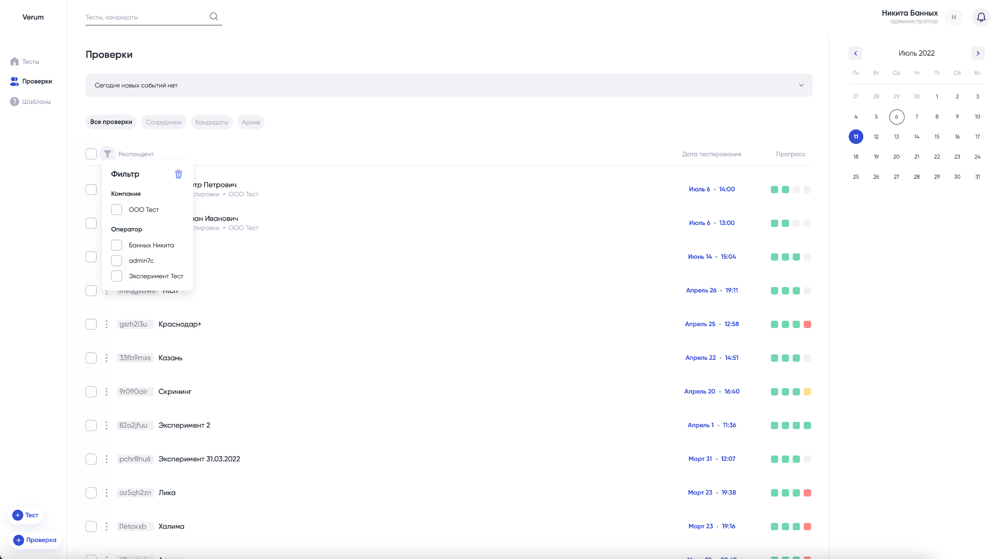 Verum
Тесты, кандидаты
Никита Банных
администратор
Н
Тесты
Проверки
Шаблоны
Проверки
Сегодня новых событий нет
Все проверки
Сотрудники
Кандидаты
Архив
Респондент
Дата тестирования
Прогресс
Фильтр
Компания
ООО Тест
Оператор
Банных Никита
admin7c
Эксперимент Тест
етр Петрович
стировки • ООО Тест
Июль 6 • 14:00
ван Иванович
стировки • ООО Тест
Июль 6 • 13:00
Июнь 14 • 15:04
Апрель 26 • 19:11
gsrh2l3u Краснодар+
Апрель 25 • 12:58
33fb9mxs Казань
Апрель 22 • 14:51
9r090air Скрининг
Апрель 20 • 16:40
82o2jfuu Эксперимент 2
Апрель 1 • 11:36
pchr8hu6 Эксперимент 31.03.2022
Март 31 • 12:07
az5qh2zn Лика
Март 23 • 19:38
l1etoxxb Халима
Март 23 • 19:16
Июль 2022
Пн Вт Ср Чт Пт Сб Вс
27 28 29 30 1 2 3
4 5 6 7 8 9 10
11 12 13 14 15 16 17
18 19 20 21 22 23 24
25 26 27 28 29 30 31
+ Тест
+ Проверка